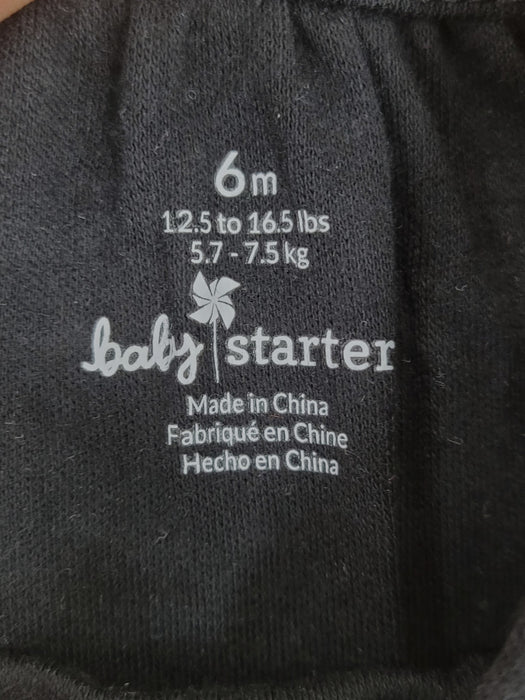 6m
12.5 to 16.5 lbs
5.7 - 7.5 kg
baby starter
Made in China
Fabriqué en Chine
Hecho en China